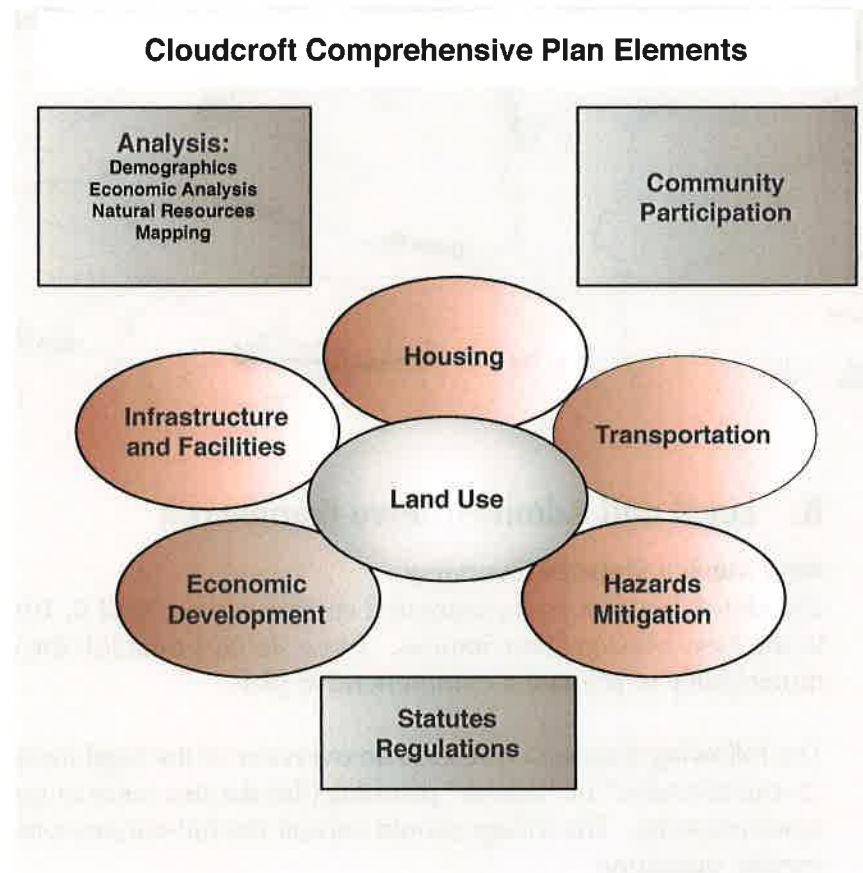 Cloudcroft Comprehensive Plan Elements
Analysis:
Demographics
Economic Analysis
Natural Resources
Mapping
Community
Participation
Housing
Infrastructure
and Facilities
Transportation
Land Use
Economic
Development
Hazards
Mitigation
Statutes
Regulations